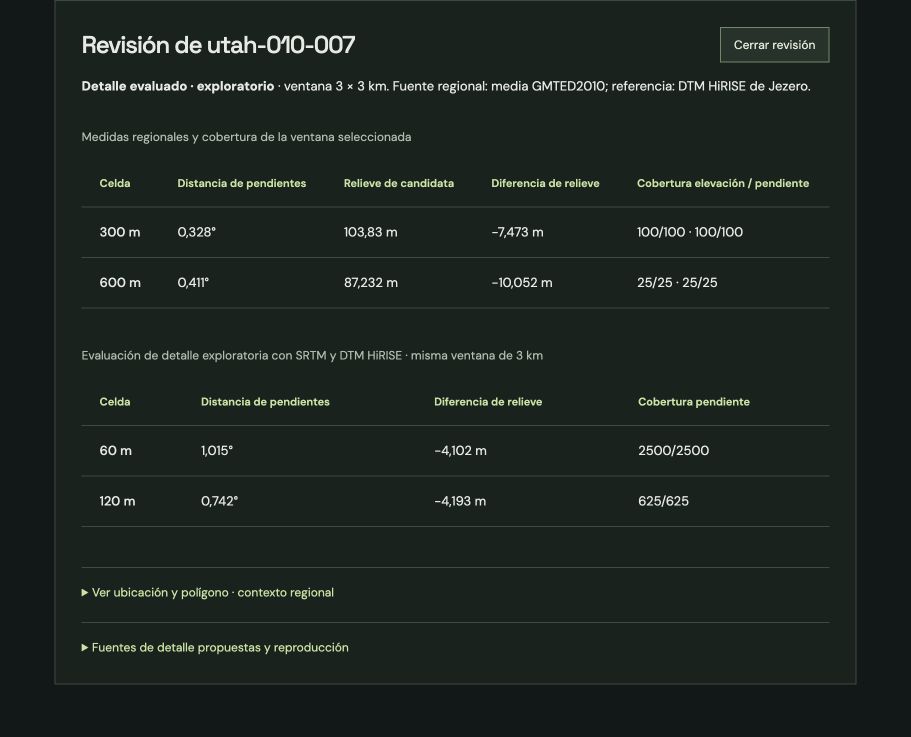 Revisión de utah-010-007
Cerrar revisión
Detalle evaluado · exploratorio · ventana 3 × 3 km. Fuente regional: media GMTED2010; referencia: DTM HiRISE de Jezero.
Medidas regionales y cobertura de la ventana seleccionada
Celda Distancia de pendientes Relieve de candidata Diferencia de relieve Cobertura elevación / pendiente
300 m 0,328° 103,83 m -7,473 m 100/100 · 100/100
600 m 0,411° 87,232 m -10,052 m 25/25 · 25/25
Evaluación de detalle exploratoria con SRTM y DTM HiRISE · misma ventana de 3 km
Celda Distancia de pendientes Diferencia de relieve Cobertura pendiente
60 m 1,015° -4,102 m 2500/2500
120 m 0,742° -4,193 m 625/625
▶ Ver ubicación y polígono · contexto regional
▶ Fuentes de detalle propuestas y reproducción